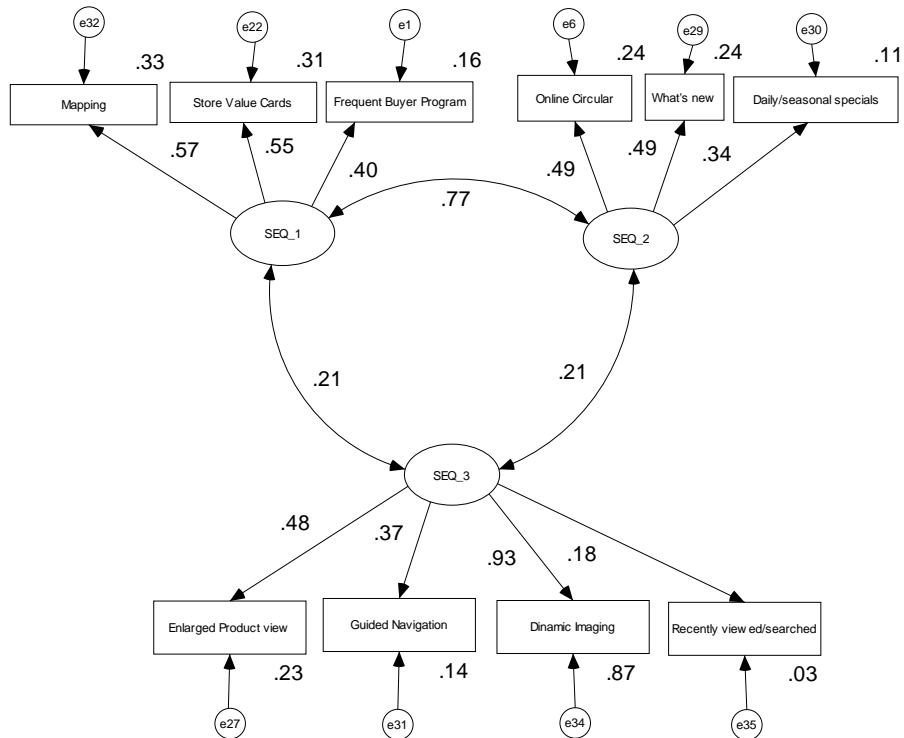 e32
e22
e1
e6
e29
e30
.33
.31
.16
.24
.24
.11
Mapping
Store Value Cards
Frequent Buyer Program
Online Circular
What's new
Daily/seasonal specials
.57
.55
.40
.49
.49
.34
.77
SEQ_1
SEQ_2
.21
.21
SEQ_3
.48
.37
.93
.18
Enlarged Product view
Guided Navigation
Dinamic Imaging
Recently viewed/searched
.23
.14
.87
.03
e27
e31
e34
e35